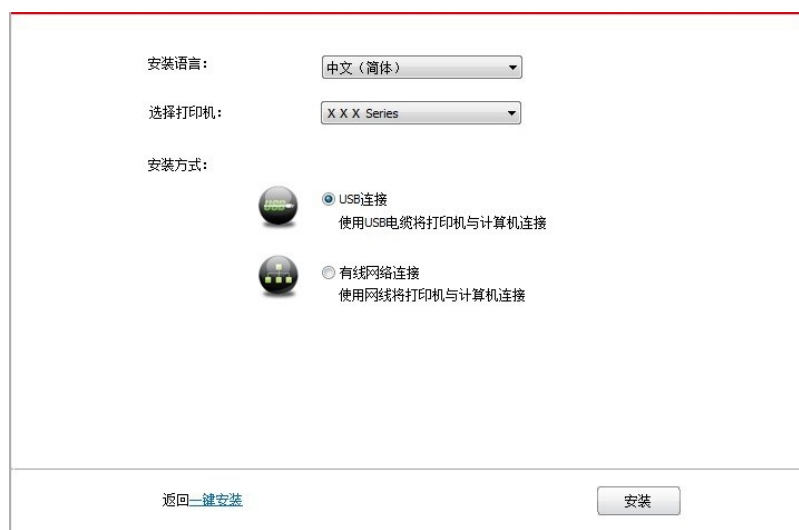 安装语言：
中文（简体）
选择打印机：
X X X Series
安装方式：
USB
USB连接
使用USB电缆将打印机与计算机连接
有线网络连接
使用网线将打印机与计算机连接
返回一键安装
安装